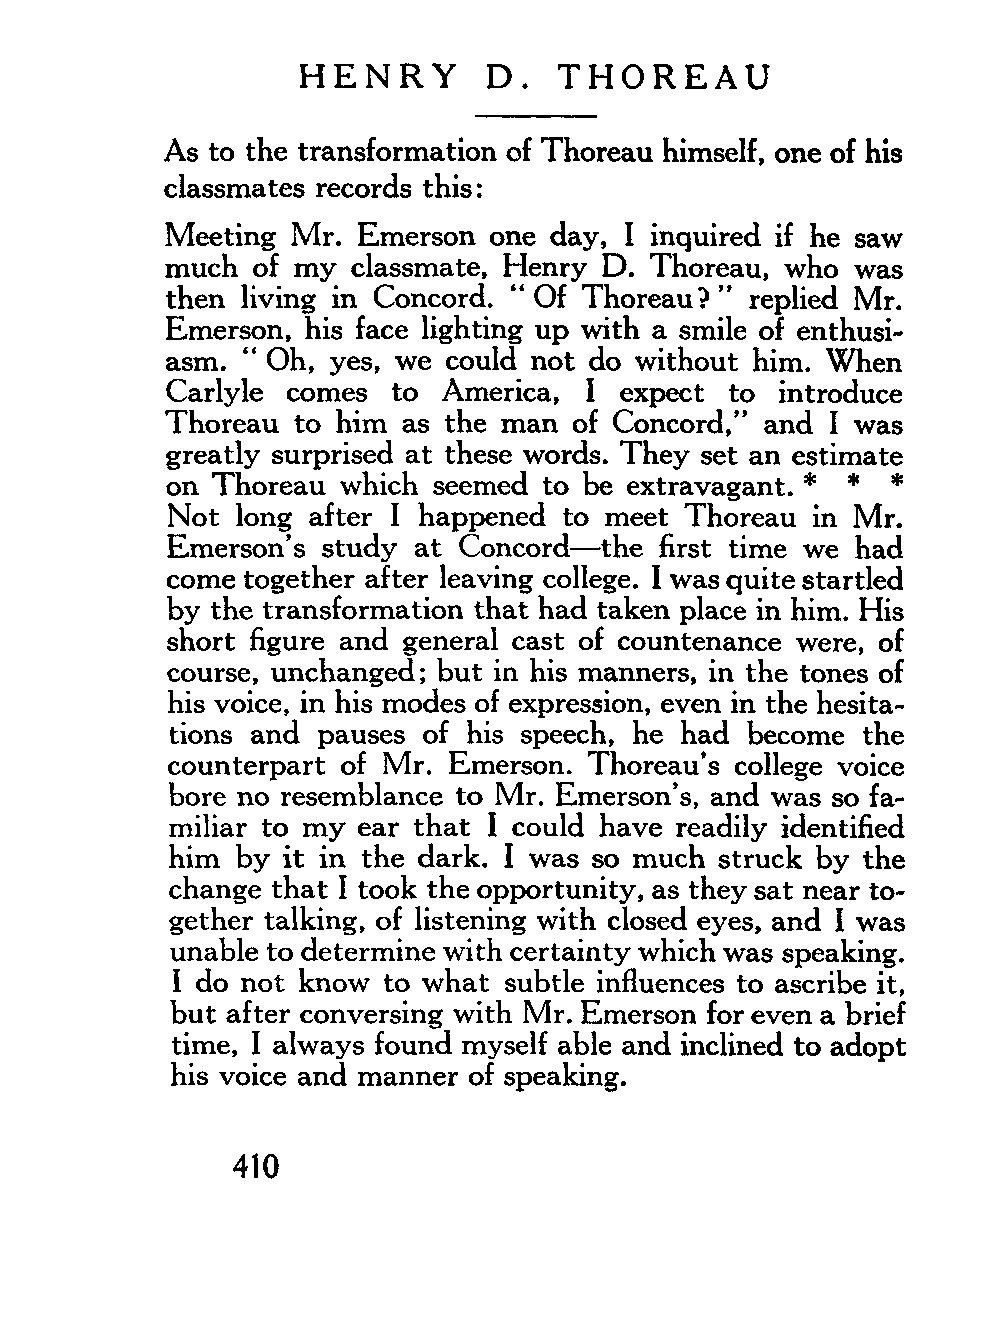 HENRY D. THOREAU
As to the transformation of Thoreau himself, one of his
classmates records this:
Meeting Mr. Emerson one day, I inquired if he saw
much of my classmate, Henry D. Thoreau, who was
then living in Concord. “ Of Thoreau? ” replied Mr.
Emerson, his face lighting up with a smile of enthusi-
asm. “ Oh, yes, we could not do without him. When
Carlyle comes to America, I expect to introduce
Thoreau to him as the man of Concord,” and I was
greatly surprised at these words. They set an estimate
on Thoreau which seemed to be extravagant. * * *
Not long after I happened to meet Thoreau in Mr.
Emerson's study at Concord—the first time we had
come together after leaving college. I was quite startled
by the transformation that had taken place in him. His
short figure and general cast of countenance were, of
course, unchanged; but in his manners, in the tones of
his voice, in his modes of expression, even in the hesita-
tions and pauses of his speech, he had become the
counterpart of Mr. Emerson. Thoreau's college voice
bore no resemblance to Mr. Emerson's, and was so fa-
miliar to my ear that I could have readily identified
him by it in the dark. I was so much struck by the
change that I took the opportunity, as they sat near to-
gether talking, of listening with closed eyes, and I was
unable to determine with certainty which was speaking.
I do not know to what subtle influences to ascribe it,
but after conversing with Mr. Emerson for even a brief
time, I always found myself able and inclined to adopt
his voice and manner of speaking.
410